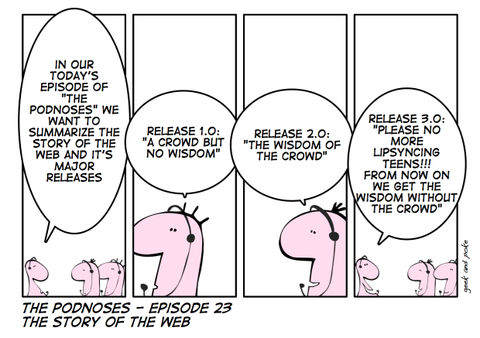 IN OUR
TODAY'S
EPISODE OF
"THE
PODNOSES" WE
WANT TO
SUMMARIZE THE
STORY OF THE
WEB AND IT'S
MAJOR
RELEASES
RELEASE 1.0:
"A CROWD BUT
NO WISDOM"
RELEASE 2.0:
"THE WISDOM OF
THE CROWD"
RELEASE 3.0:
"PLEASE NO
MORE
LIPSYNCING
TEENS!!!
FROM NOW ON
WE GET THE
WISDOM WITHOUT
THE CROWD"
geek and poke
THE PODNOSES - EPISODE 23
THE STORY OF THE WEB